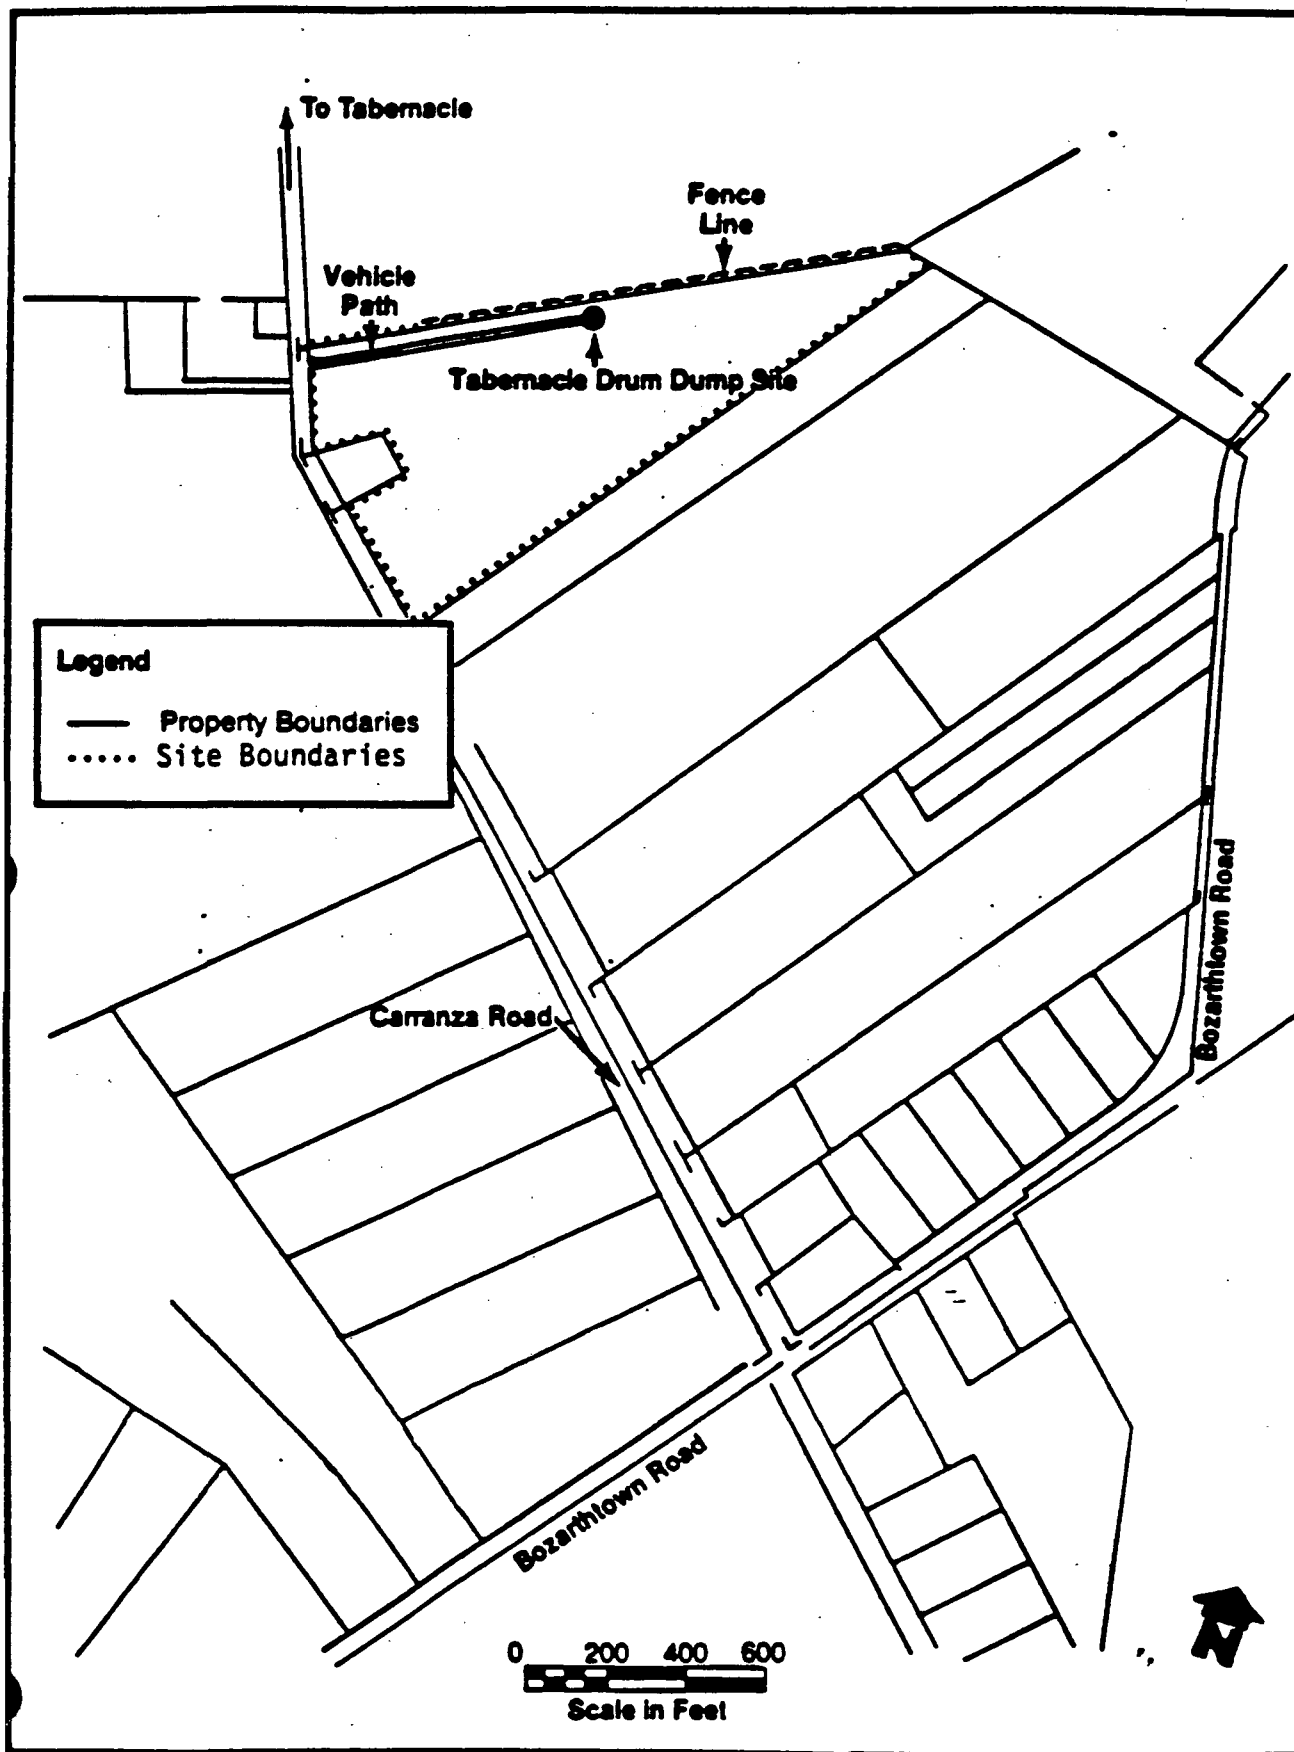 To Tabernacle
Fence
Line
Vehicle
Path
Tabernacle Drum Dump Site
Legend
Property Boundaries
Site Boundaries
Bozarthtown Road
Carranza Road
Bozarthtown Road
N
0 200 400 600
Scale in Feet